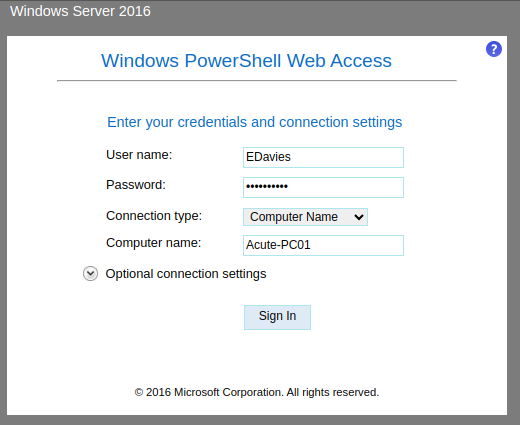 Windows Server 2016
?
Windows PowerShell Web Access
Enter your credentials and connection settings
User name: EDavies
Password: ••••••••••
Connection type: Computer Name
Computer name: Acute-PC01
Optional connection settings
Sign In
© 2016 Microsoft Corporation. All rights reserved.